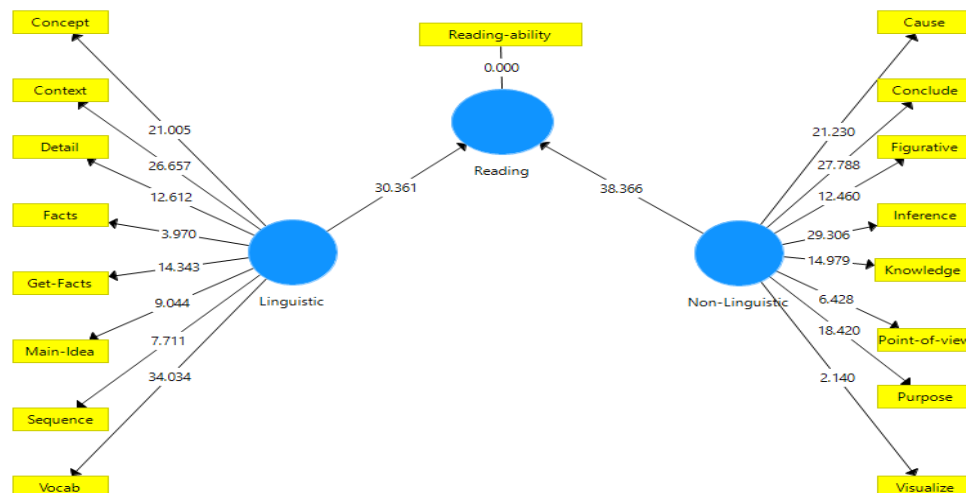 Concept
Context
Detail
Facts
Get-Facts
Main-Idea
Sequence
Vocab
21.005
26.657
12.612
3.970
14.343
9.044
7.711
34.034
Linguistic
30.361
Reading-ability
0.000
Reading
38.366
Non-Linguistic
21.230
27.788
12.460
29.306
14.979
6.428
18.420
2.140
Cause
Conclude
Figurative
Inference
Knowledge
Point-of-view
Purpose
Visualize